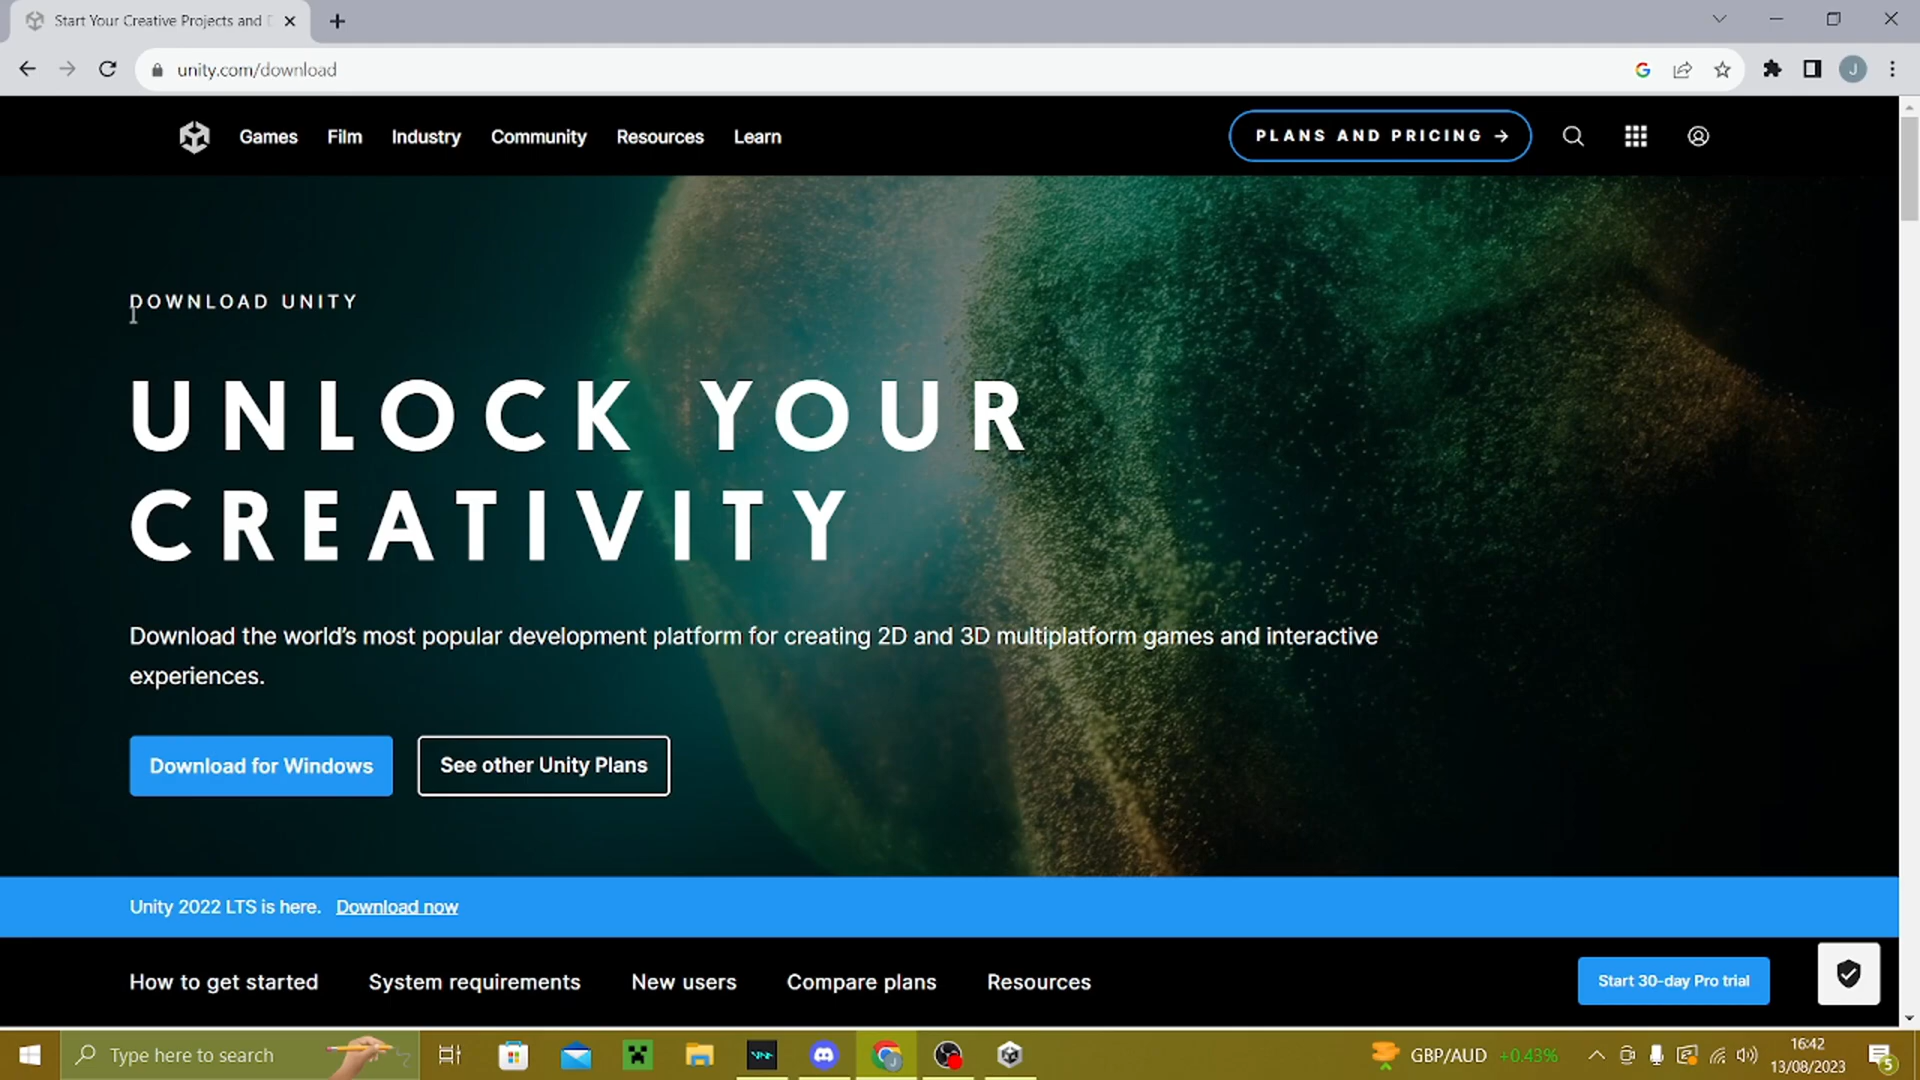 Start Your Creative Projects and
unity.com/download
J
Games Film Industry Community Resources Learn PLANS AND PRICING →
DOWNLOAD UNITY
UNLOCK YOUR
CREATIVITY
Download the world's most popular development platform for creating 2D and 3D multiplatform games and interactive
experiences.
Download for Windows See other Unity Plans
Unity 2022 LTS is here. Download now
How to get started System requirements New users Compare plans Resources Start 30-day Pro trial
Type here to search GBP/AUD +0.43% 16:42
13/08/2023
5